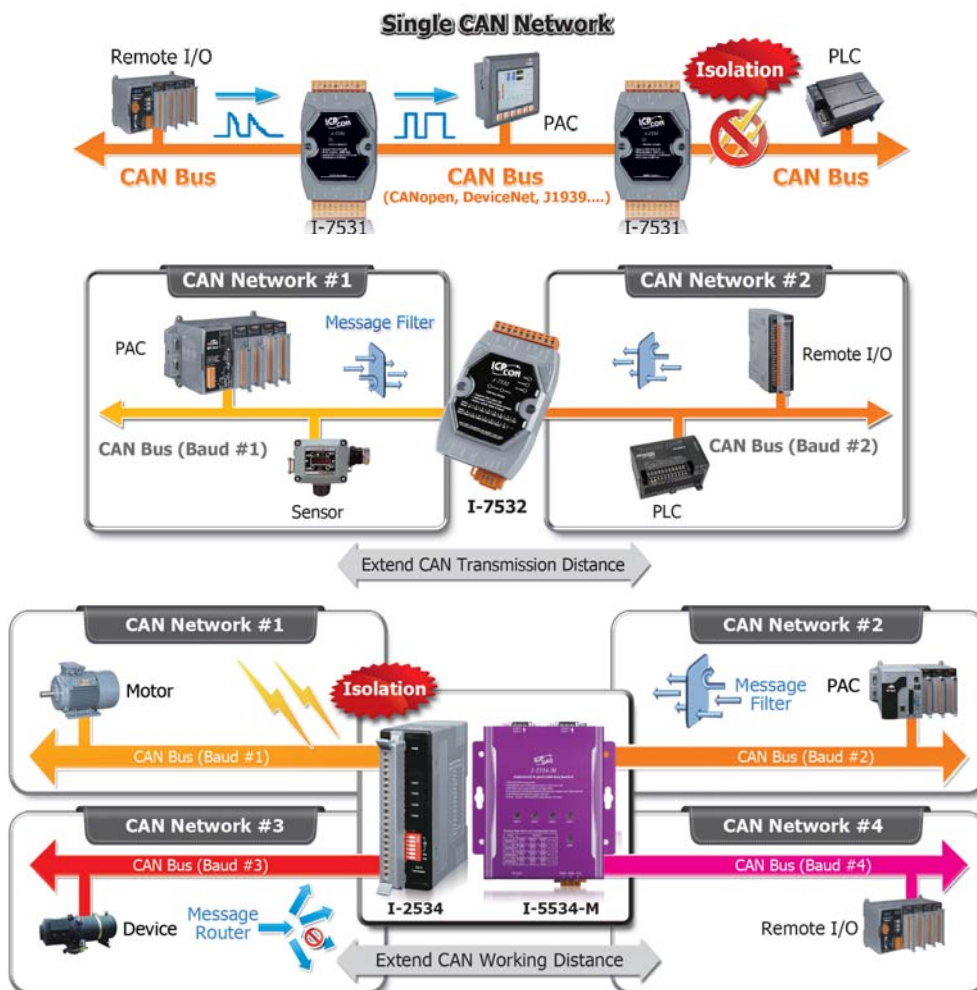 Single CAN Network
Remote I/O
PAC
Isolation
PLC
CAN Bus
CAN Bus
(CANopen, DeviceNet, J1939....)
CAN Bus
I-7531
I-7531
CAN Network #1
CAN Network #2
PAC
Message Filter
Remote I/O
ICP
con
I-7532
CAN Bus (Baud #1)
CAN Bus (Baud #2)
Sensor
I-7532
PLC
Extend CAN Transmission Distance
CAN Network #1
CAN Network #2
Motor
Isolation
Message
Filter
PAC
CAN Bus (Baud #1)
CAN Bus (Baud #2)
I-5534-M
CAN Network #3
CAN Network #4
CAN Bus (Baud #3)
CAN Bus (Baud #4)
Device
Message
Router
I-2534
I-5534-M
Remote I/O
Extend CAN Working Distance